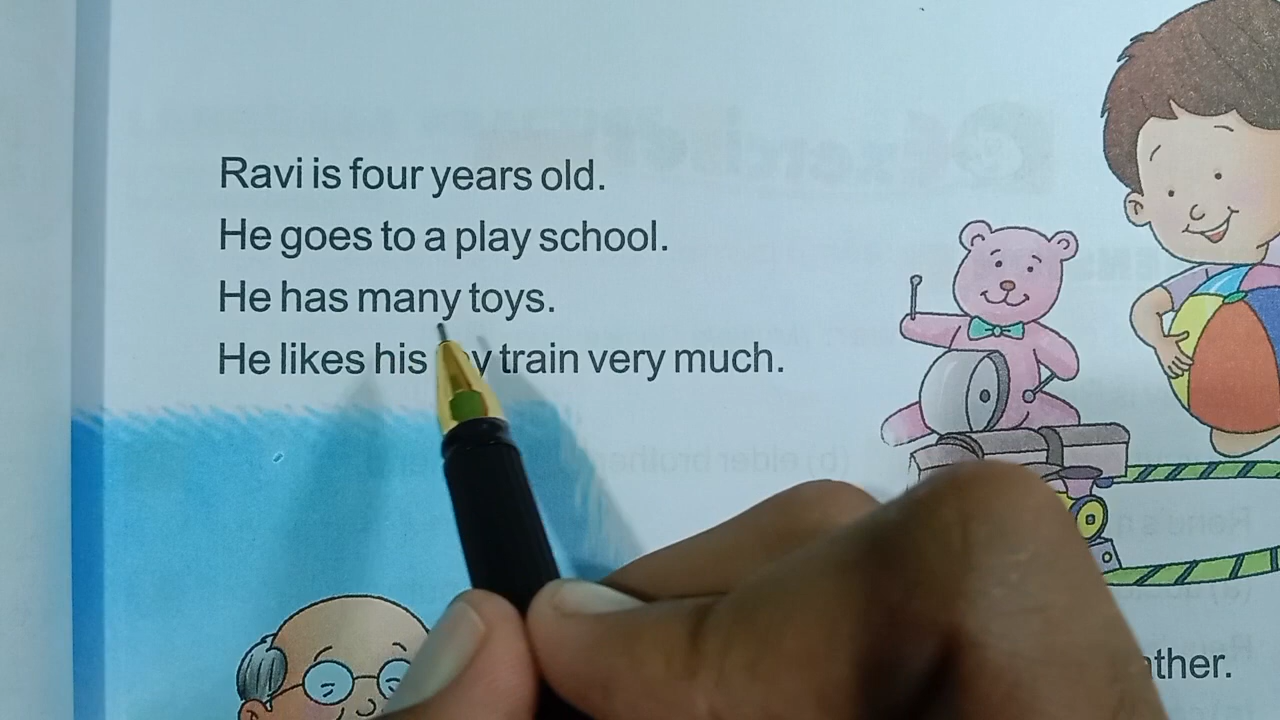 Ravi is four years old.
He goes to a play school.
He has many toys.
He likes his toy train very much.